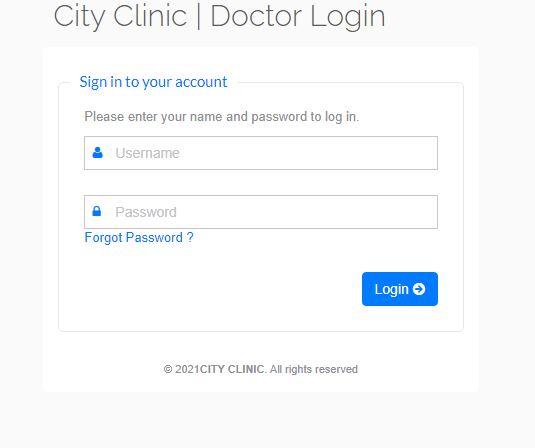 City Clinic | Doctor Login
Sign in to your account
Please enter your name and password to log in.
Username
Password
Forgot Password ?
Login
© 2021CITY CLINIC. All rights reserved